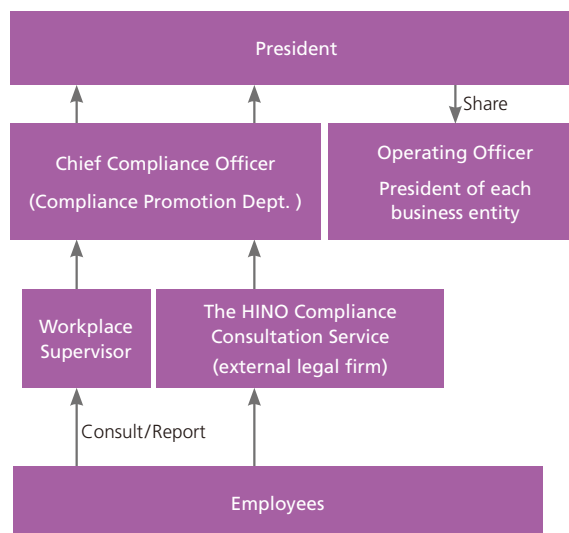 President
Share
Chief Compliance Officer
(Compliance Promotion Dept. )
Operating Officer
President of each
business entity
Workplace
Supervisor
The HINO Compliance
Consultation Service
(external legal firm)
Consult/Report
Employees